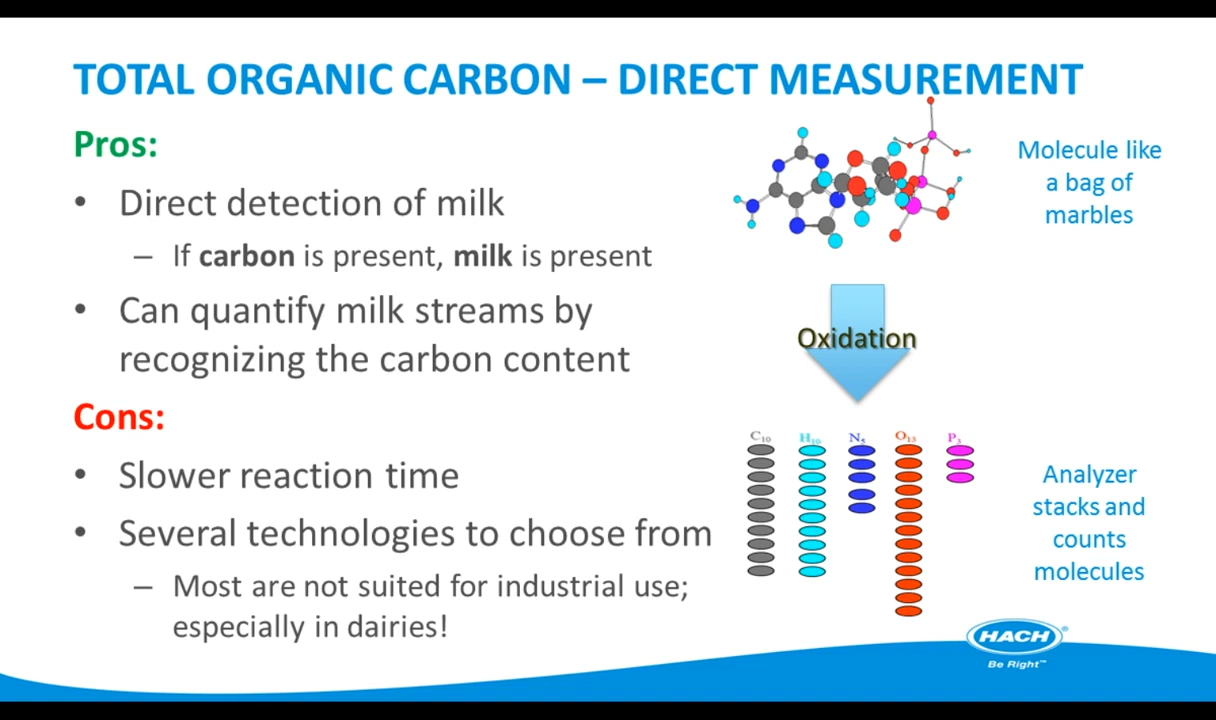 TOTAL ORGANIC CARBON – DIRECT MEASUREMENT
Pros:
• Direct detection of milk
– If carbon is present, milk is present
• Can quantify milk streams by
recognizing the carbon content
Cons:
• Slower reaction time
• Several technologies to choose from
– Most are not suited for industrial use;
especially in dairies!
Molecule like
a bag of
marbles
Oxidation
C10 H10 N5 O13 P3
Analyzer
stacks and
counts
molecules
HACH®
Be Right™